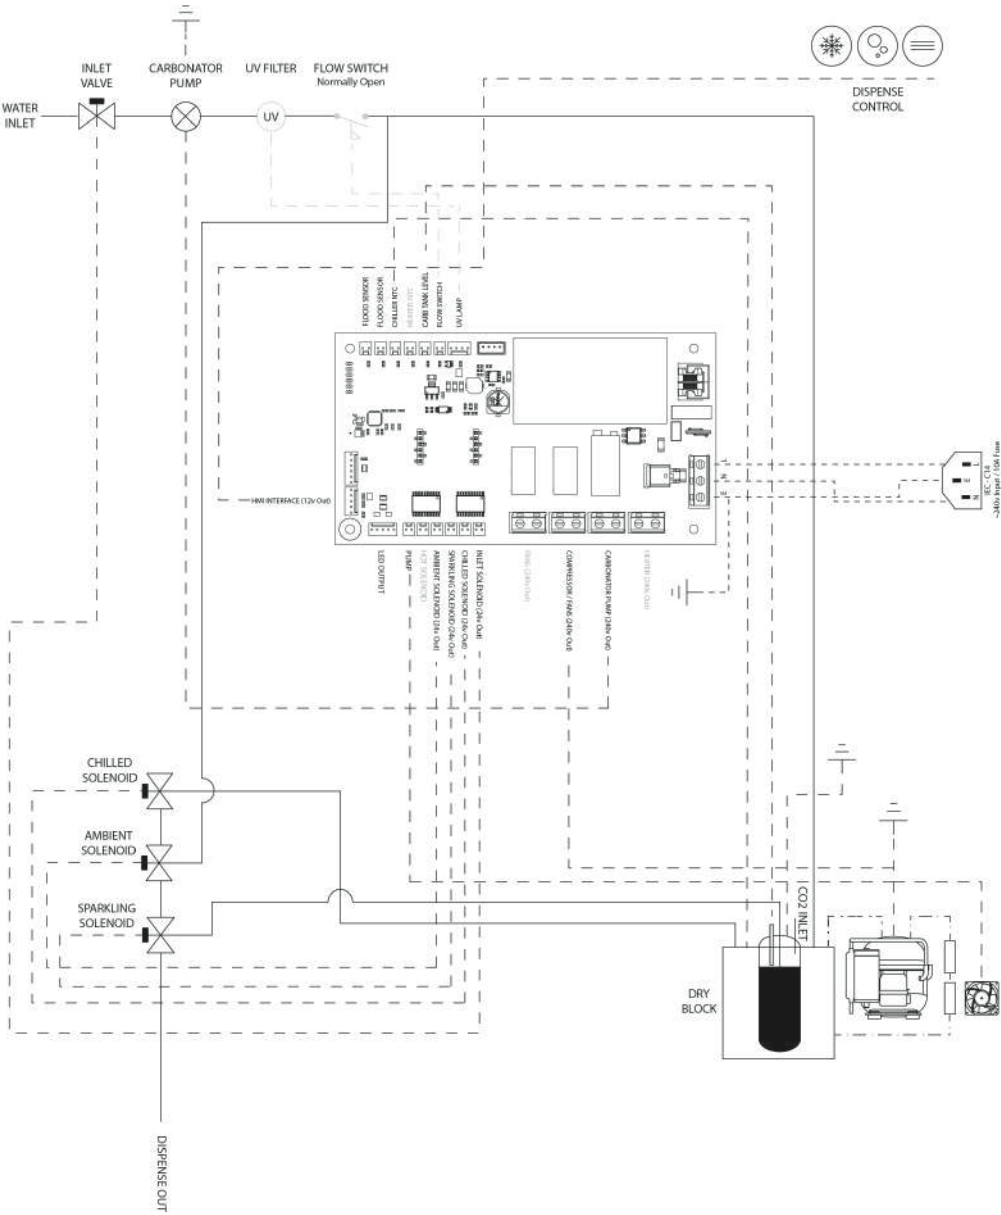 INLET
VALVE
CARBONATOR
PUMP
UV FILTER
FLOW SWITCH
Normally Open
WATER
INLET
UV
DISPENSE
CONTROL
FLOOD SENSOR
FLOOD SENSOR
CHILLER NTC
HEATER NTC
CARB TANK LEVEL
FLOW SWITCH
UV LAMP
HMI INTERFACE (12v Out)
L
N
L
N
IEC - C14
~240v Input / 10A Fuse
LED OUTPUT
PUMP
HOT SOLENOID
AMBIENT SOLENOID (24v Out)
SPARKLING SOLENOID (24v Out)
CHILLED SOLENOID (24v Out)
INLET SOLENOID (24v Out)
COMPRESSOR / FANS (240v Out)
CARBONATOR PUMP (240v Out)
HEATER (240v Out)
CHILLED
SOLENOID
AMBIENT
SOLENOID
SPARKLING
SOLENOID
CO2 INLET
DRY
BLOCK
DISPENSE OUT